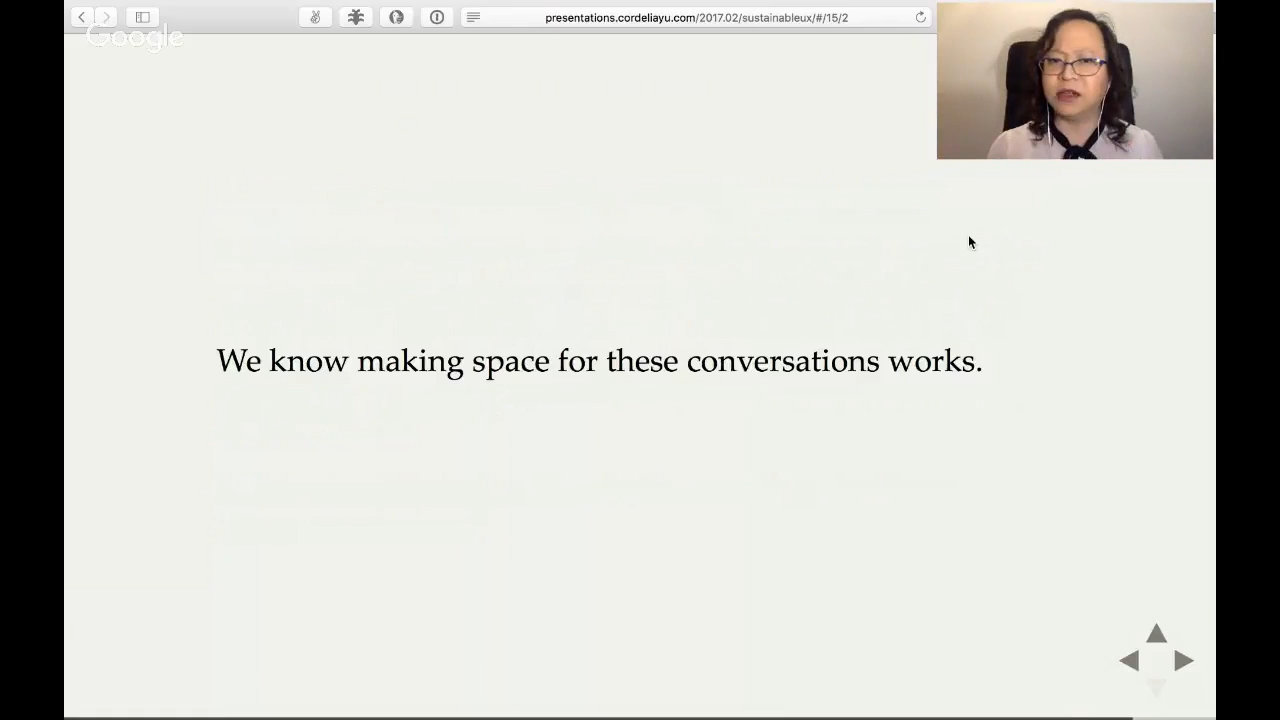 presentations.cordeliayu.com/2017.02/sustainableux/#/15/2
Google
We know making space for these conversations works.